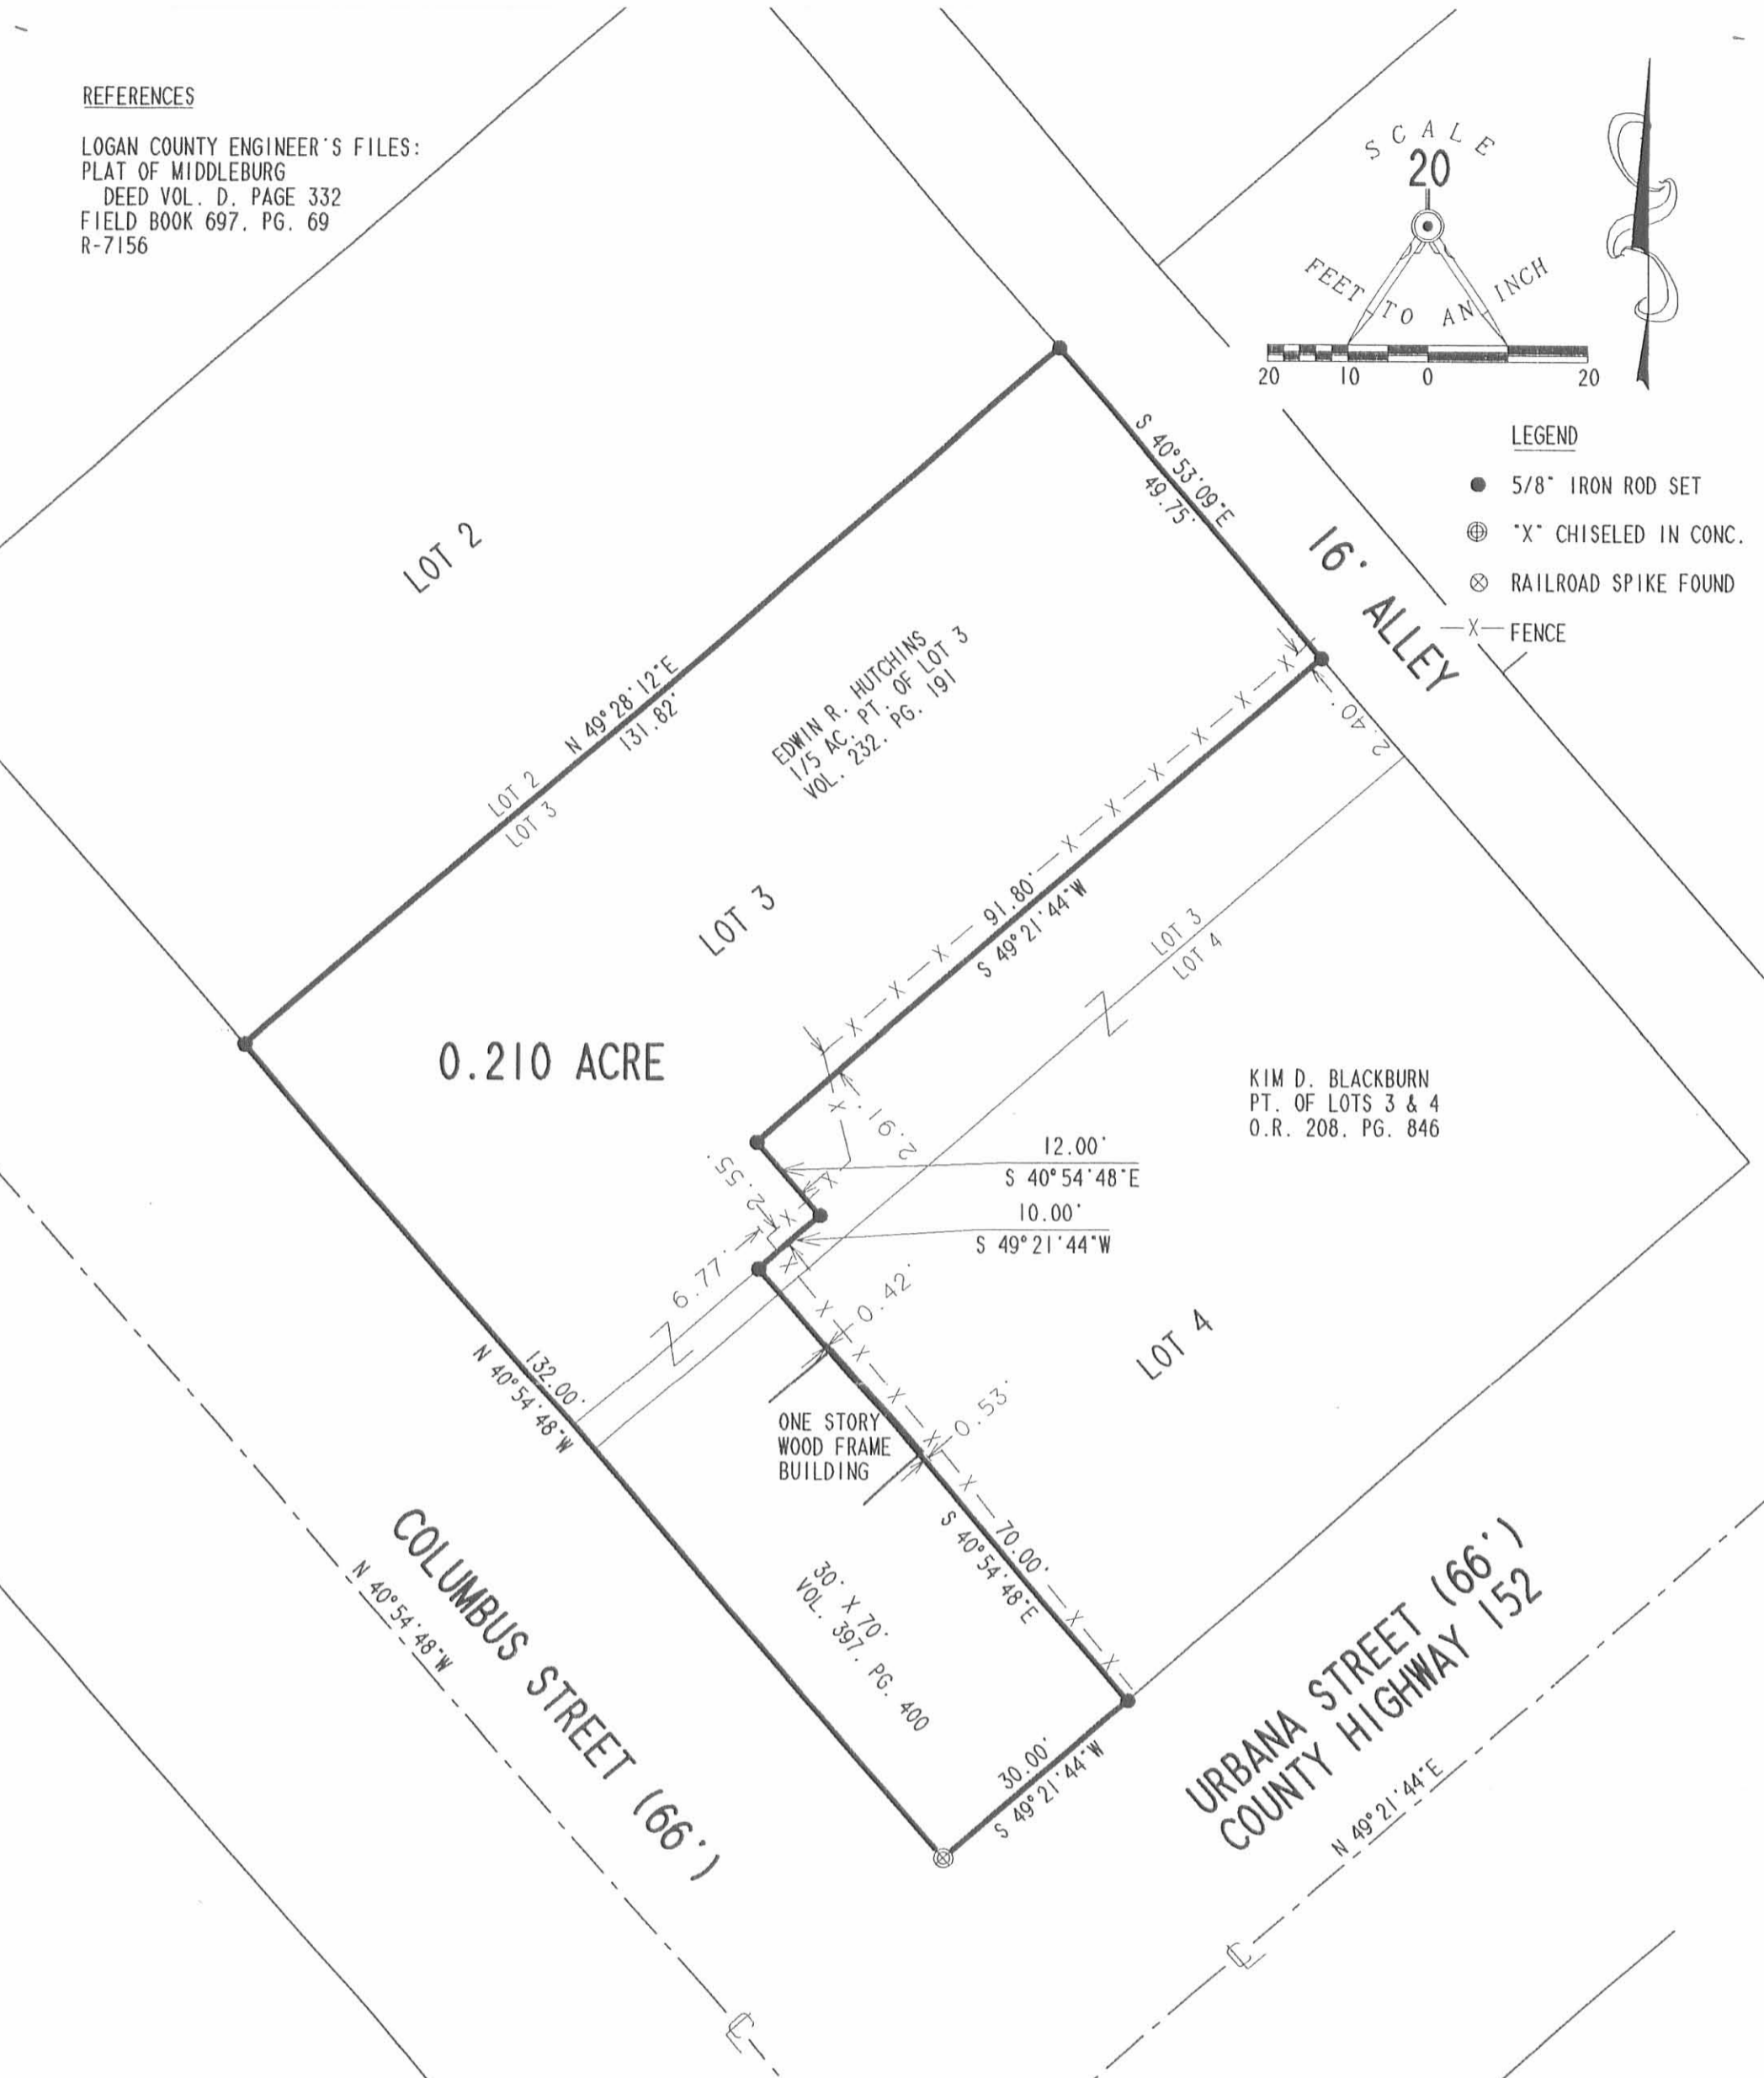 REFERENCES
LOGAN COUNTY ENGINEER'S FILES:
PLAT OF MIDDLEBURG
DEED VOL. D. PAGE 332
FIELD BOOK 697. PG. 69
R-7156
SCALE
20
FEET TO AN INCH
20 10 0 20
LEGEND
5/8" IRON ROD SET
"X" CHISELED IN CONC.
RAILROAD SPIKE FOUND
—X— FENCE
S 40°53'09"E
49.75'
16' ALLEY
LOT 2
N 49°28'12"E
131.82'
LOT 2
LOT 3
EDWIN R. HUTCHINS
1/5 AC. PT. OF LOT 3
VOL. 232. PG. 191
2.40'
LOT 3
91.80'
S 49°21'44"W
LOT 3
LOT 4
0.210 ACRE
KIM D. BLACKBURN
PT. OF LOTS 3 & 4
O.R. 208. PG. 846
2.91'
12.00'
S 40°54'48"E
2.55'
10.00'
S 49°21'44"W
6.77'
0.42'
LOT 4
132.00'
N 40°54'48"W
0.53'
ONE STORY
WOOD FRAME
BUILDING
70.00'
S 40°54'48"E
30' X 70'
VOL. 397. PG. 400
COLUMBUS STREET (66')
N 40°54'48"W
30.00'
S 49°21'44"W
URBANA STREET (66')
COUNTY HIGHWAY 152
N 49°21'44"E